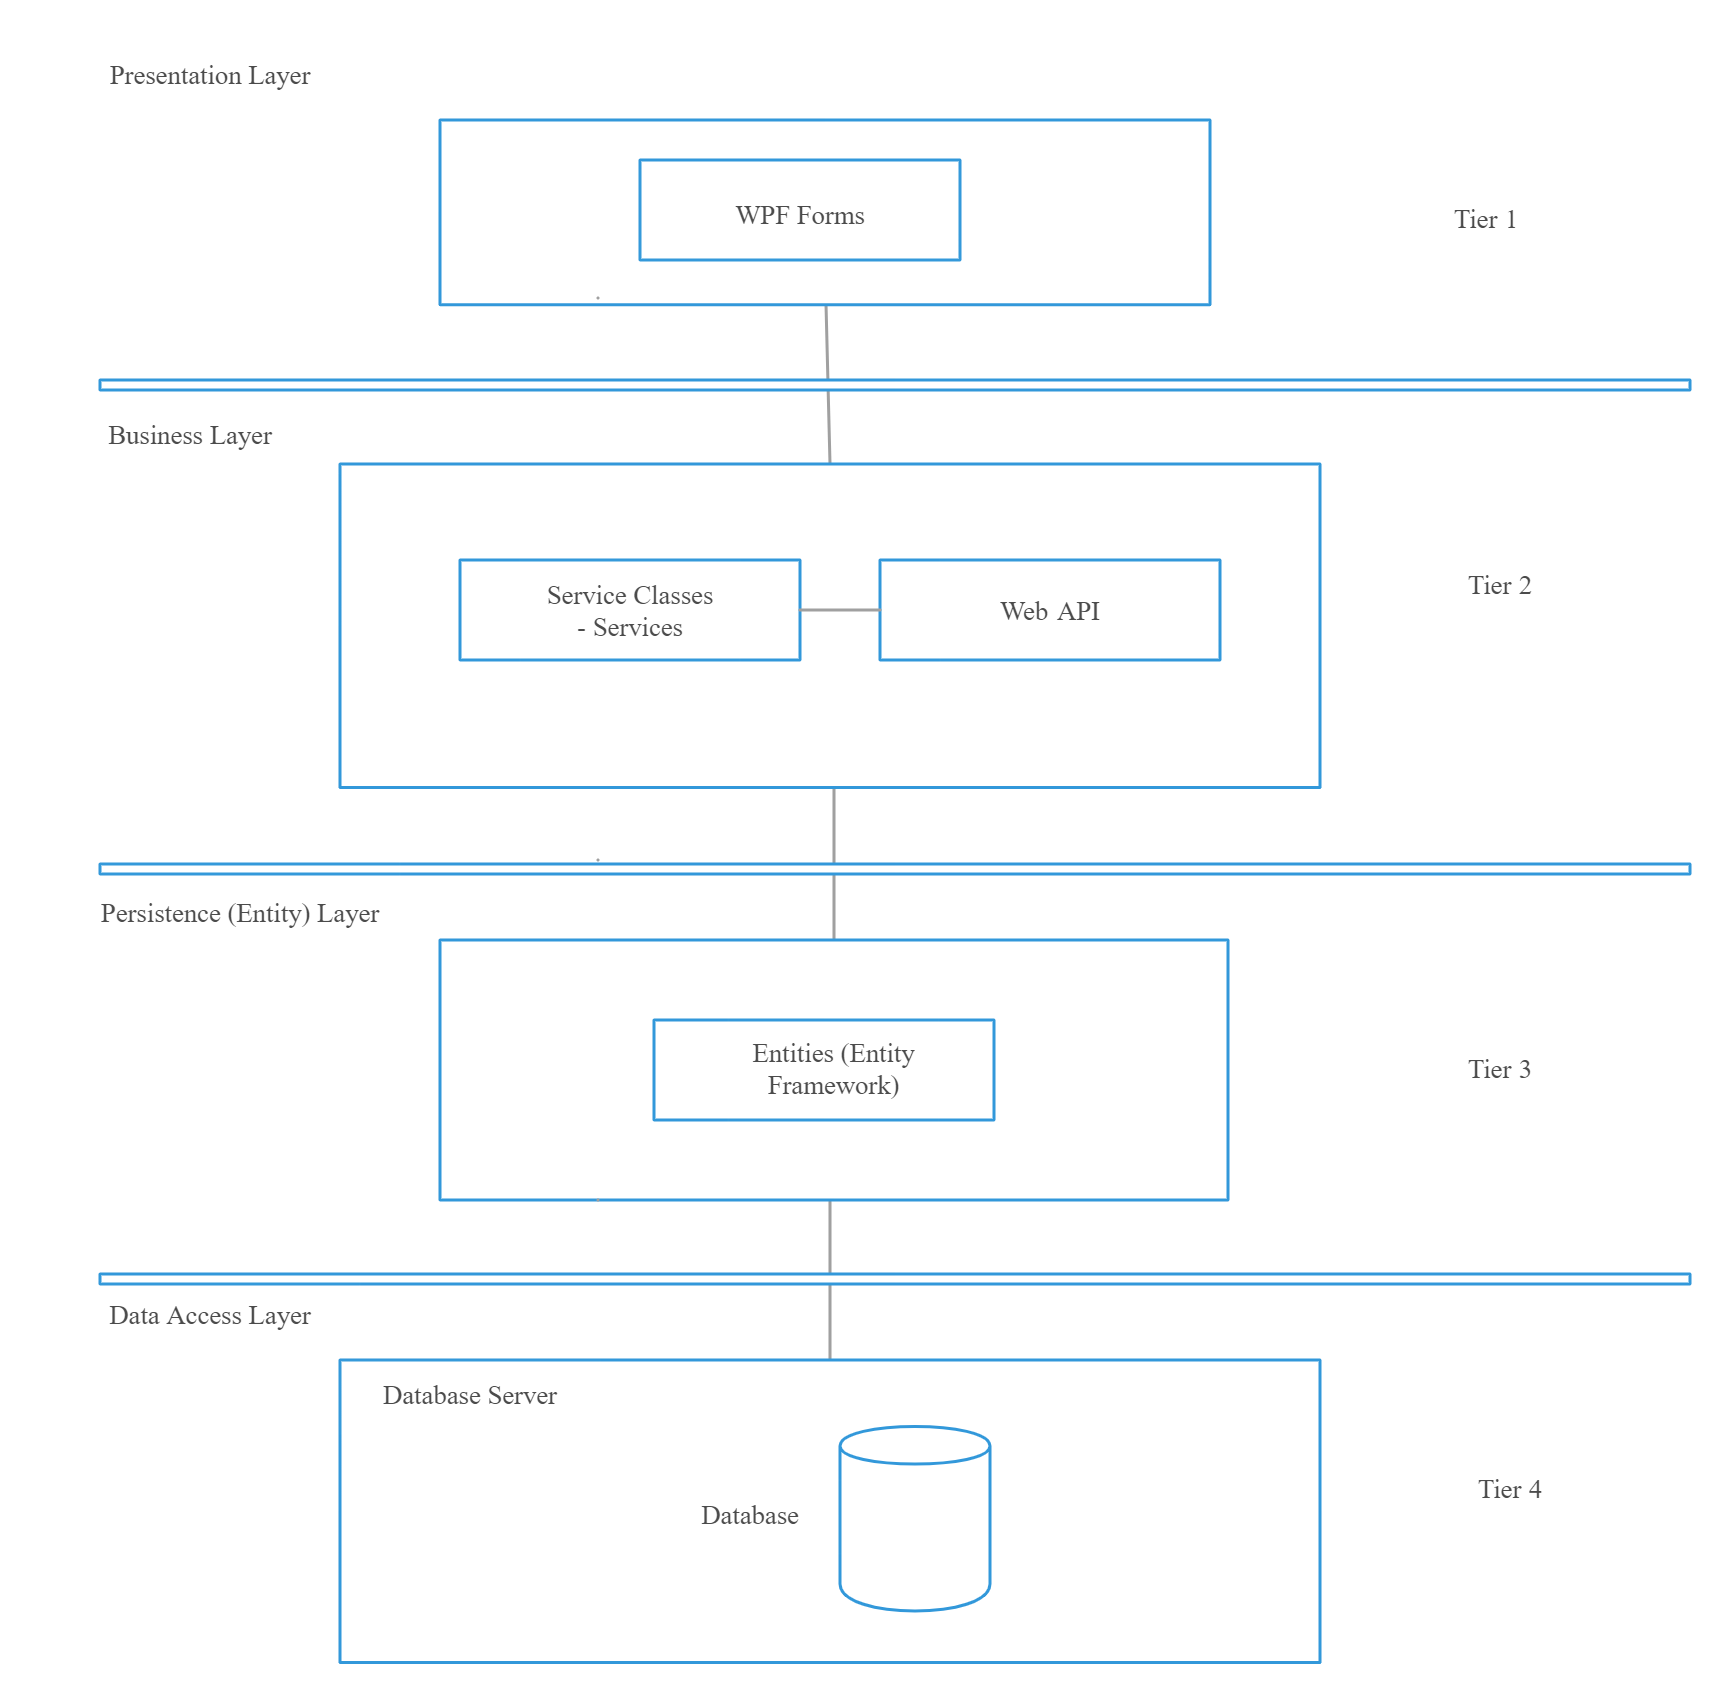 Presentation Layer
WPF Forms
Tier 1
Business Layer
Service Classes
- Services
Web API
Tier 2
Persistence (Entity) Layer
Entities (Entity
Framework)
Tier 3
Data Access Layer
Database Server
Database
Tier 4